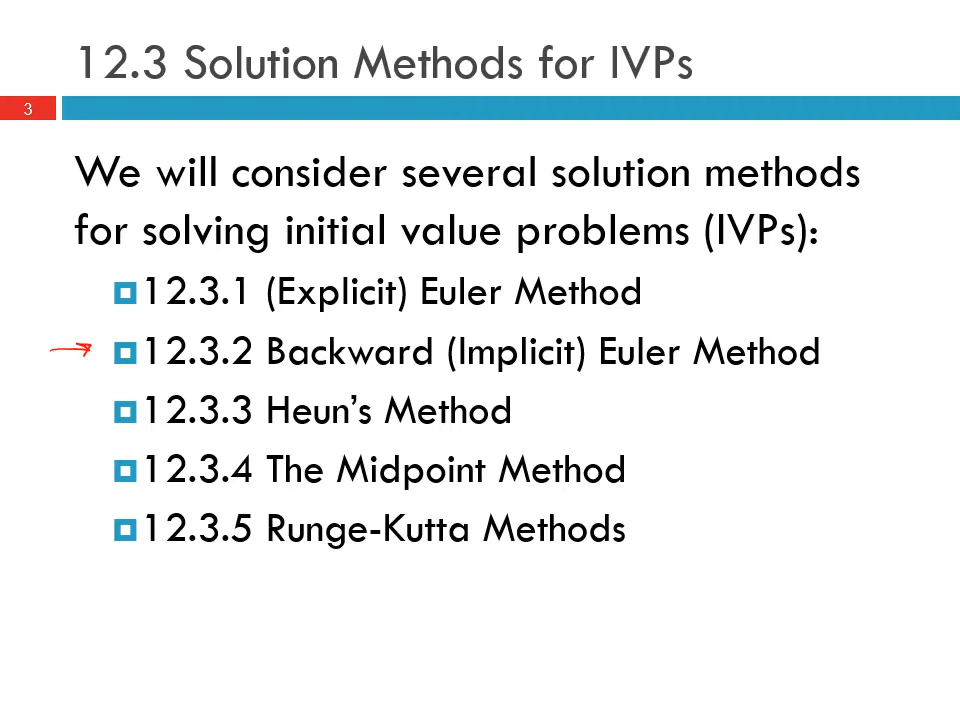 12.3 Solution Methods for IVPs
3
We will consider several solution methods
for solving initial value problems (IVPs):
12.3.1 (Explicit) Euler Method
12.3.2 Backward (Implicit) Euler Method
12.3.3 Heun’s Method
12.3.4 The Midpoint Method
12.3.5 Runge-Kutta Methods